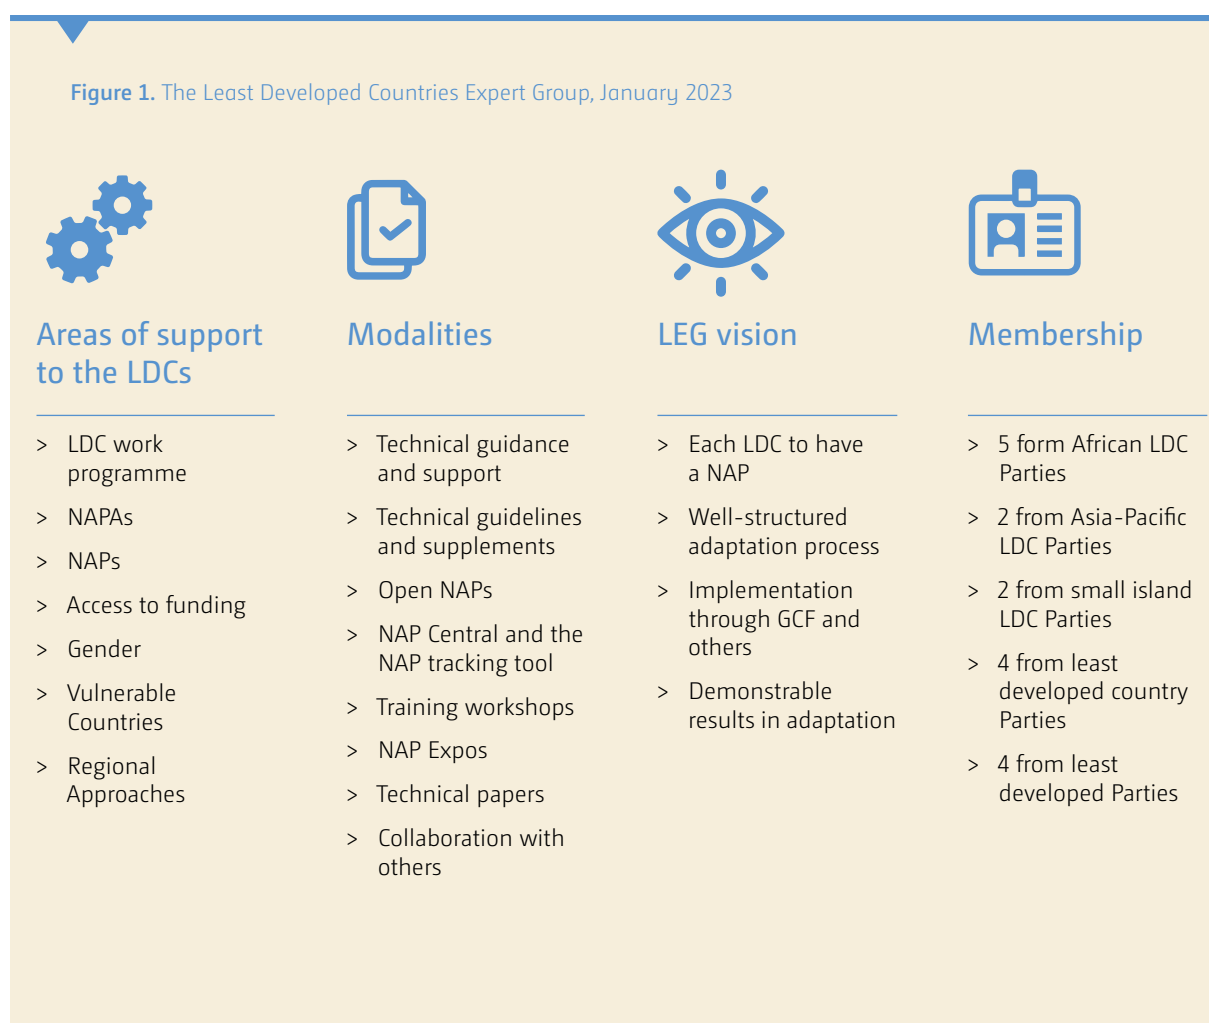 Figure 1. The Least Developed Countries Expert Group, January 2023
Areas of support
to the LDCs
> LDC work
programme
> NAPAs
> NAPs
> Access to funding
> Gender
> Vulnerable
Countries
> Regional
Approaches
Modalities
> Technical guidance
and support
> Technical guidelines
and supplements
> Open NAPs
> NAP Central and the
NAP tracking tool
> Training workshops
> NAP Expos
> Technical papers
> Collaboration with
others
LEG vision
> Each LDC to have
a NAP
> Well-structured
adaptation process
> Implementation
through GCF and
others
> Demonstrable
results in adaptation
Membership
> 5 form African LDC
Parties
> 2 from Asia-Pacific
LDC Parties
> 2 from small island
LDC Parties
> 4 from least
developed country
Parties
> 4 from least
developed Parties